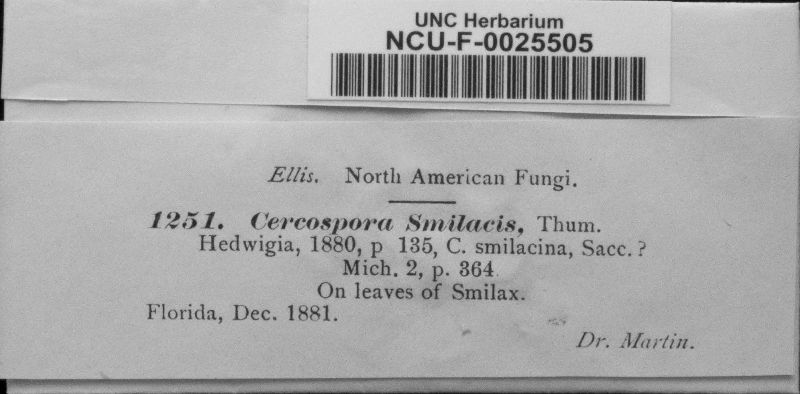 UNC Herbarium
NCU-F-0025505
Ellis. North American Fungi.
1251. Cercospora Smilacis, Thum.
Hedwigia, 1880, p 135, C. smilacina, Sacc. ?
Mich. 2, p. 364.
On leaves of Smilax.
Florida, Dec. 1881.
Dr. Martin.